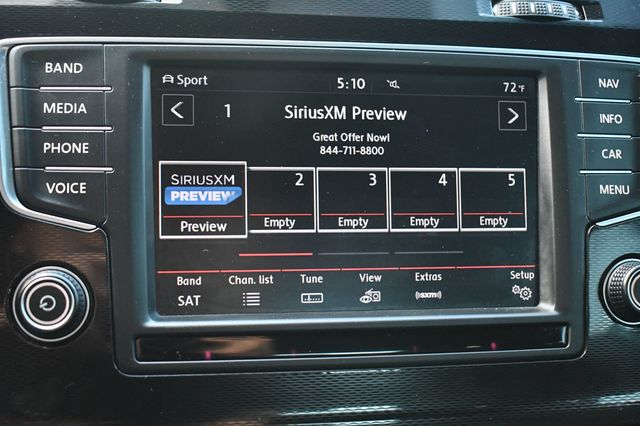 BAND
MEDIA
PHONE
VOICE
Sport
5:10
72°F
1
SiriusXM Preview
Great Offer Now!
844-711-8800
SIRIUSXM
PREVIEW
Preview
2
Empty
3
Empty
4
Empty
5
Empty
Band
SAT
Chan. list
Tune
View
Extras
((sxm))
Setup
NAV
INFO
CAR
MENU